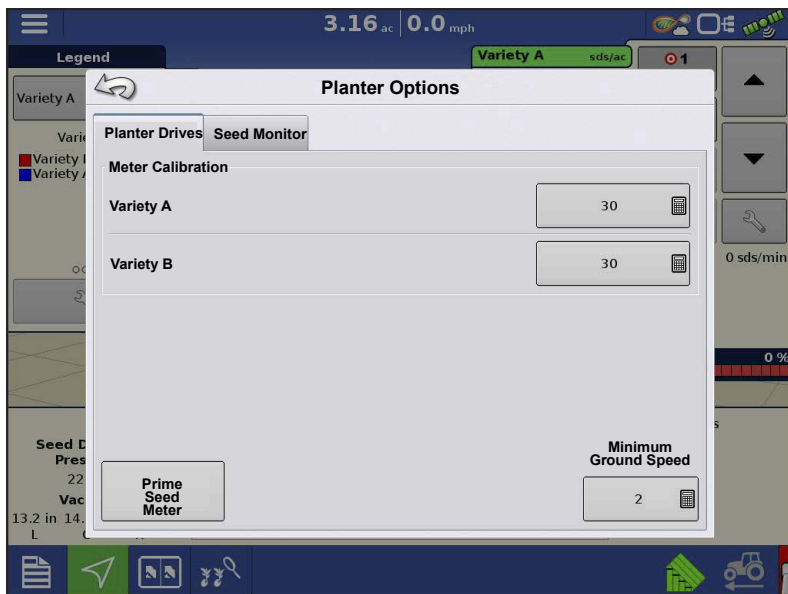 3.16 ac 0.0 mph
Legend
Variety A sds/ac
1
Variety A
Planter Options
Planter Drives Seed Monitor
Meter Calibration
Variety A 30
Variety B 30
0 sds/min
0 %
Seed
22
13.2 in 14.
L
Minimum
Ground Speed
2
Prime
Seed
Meter